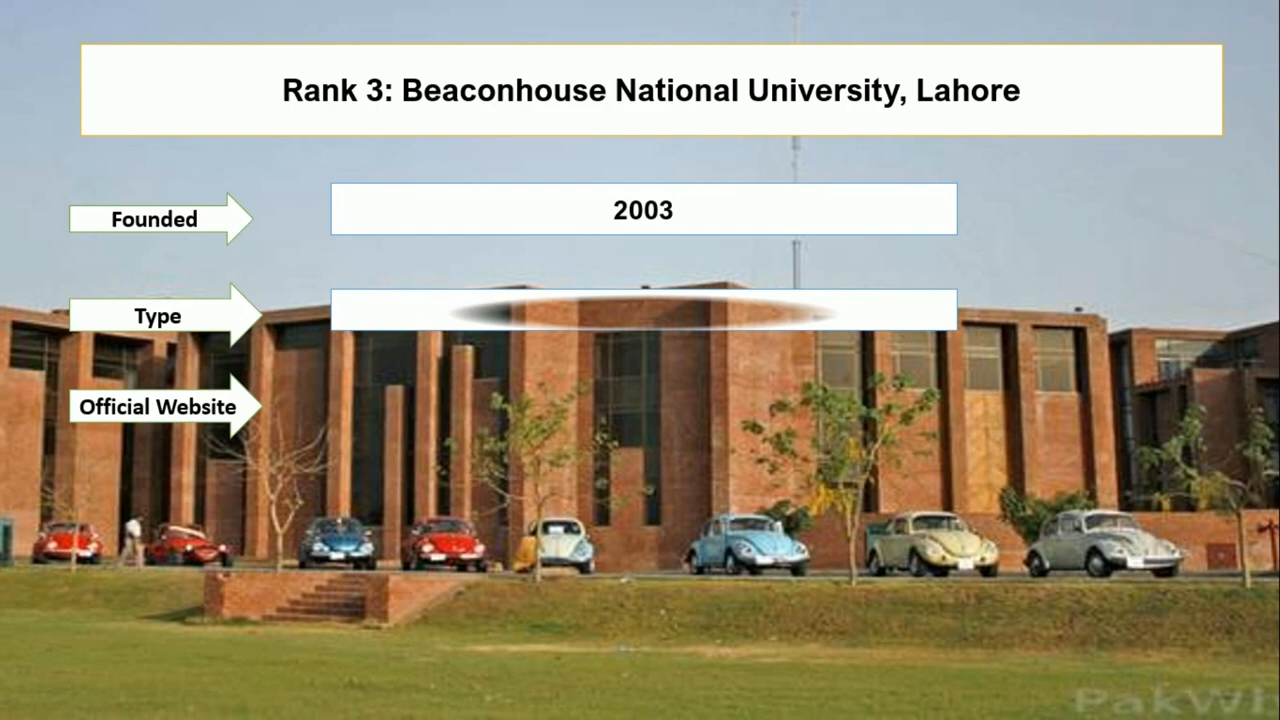 Rank 3: Beaconhouse National University, Lahore
Founded
2003
Type
Official Website